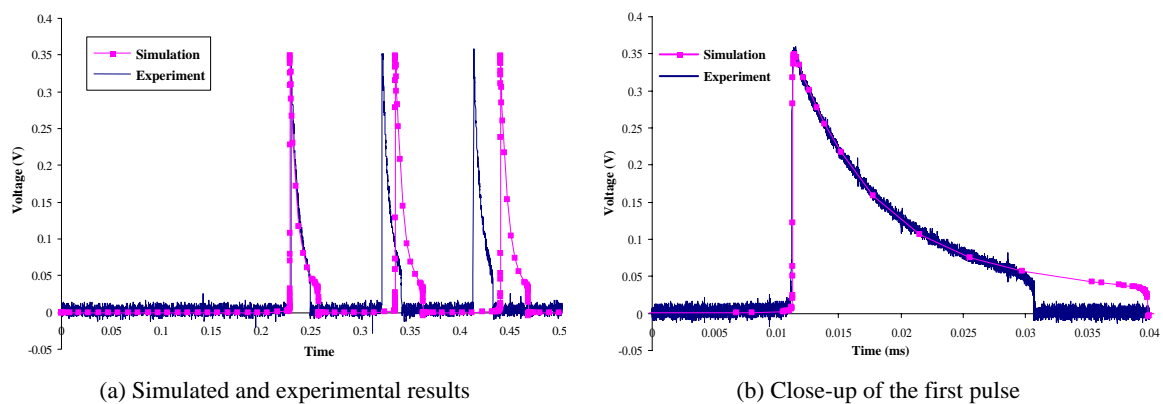 0.4
0.35
0.3
0.25
0.2
0.15
0.1
0.05
0
-0.05
Voltage (V)
Simulation
Experiment
0 0.05 0.1 0.15 0.2 0.25 0.3 0.35 0.4 0.45 0.5
Time
(a) Simulated and experimental results
0.4
0.35
0.3
0.25
0.2
0.15
0.1
0.05
0
-0.05
Voltage (V)
Simulation
Experiment
0 0.005 0.01 0.015 0.02 0.025 0.03 0.035 0.04
Time (ms)
(b) Close-up of the first pulse